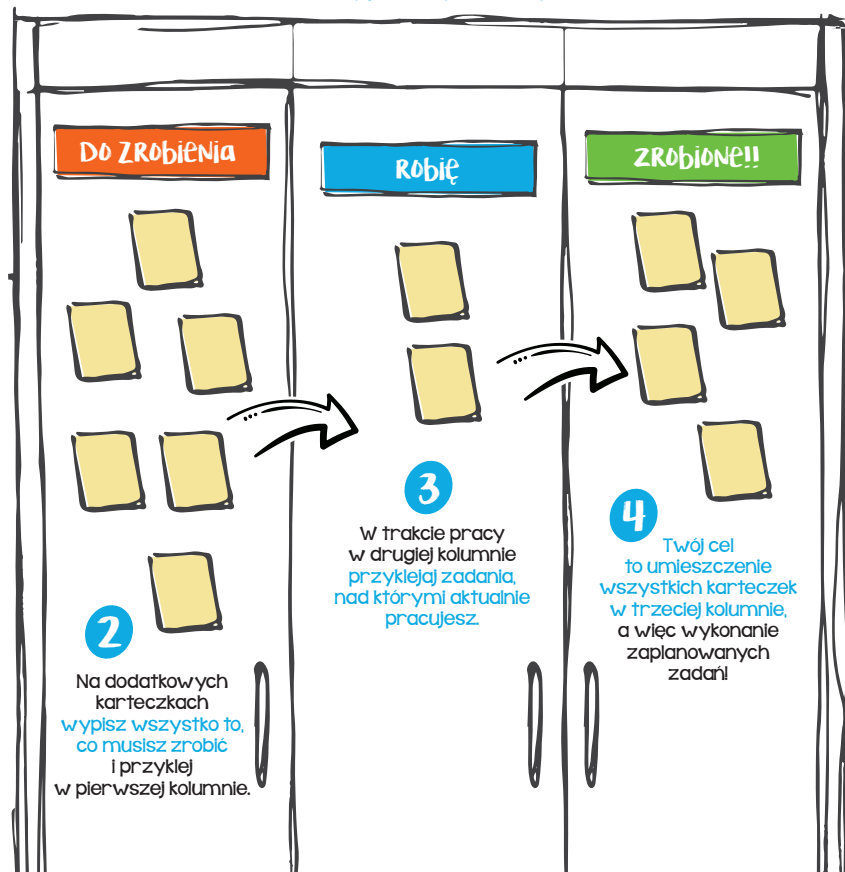 DO ZRObieNia
RObię
ZRObiONe!!
2
Na dodatkowych
karteczkach
wypisz wszystko to,
co musisz zrobić
i przyklej
w pierwszej kolumnie.
3
W trakcie pracy
w drugiej kolumnie
przyklejaj zadania,
nad którymi aktualnie
pracujesz.
4
Twój cel
to umieszczenie
wszystkich karteczek
w trzeciej kolumnie,
a więc wykonanie
zaplanowanych
zadań!